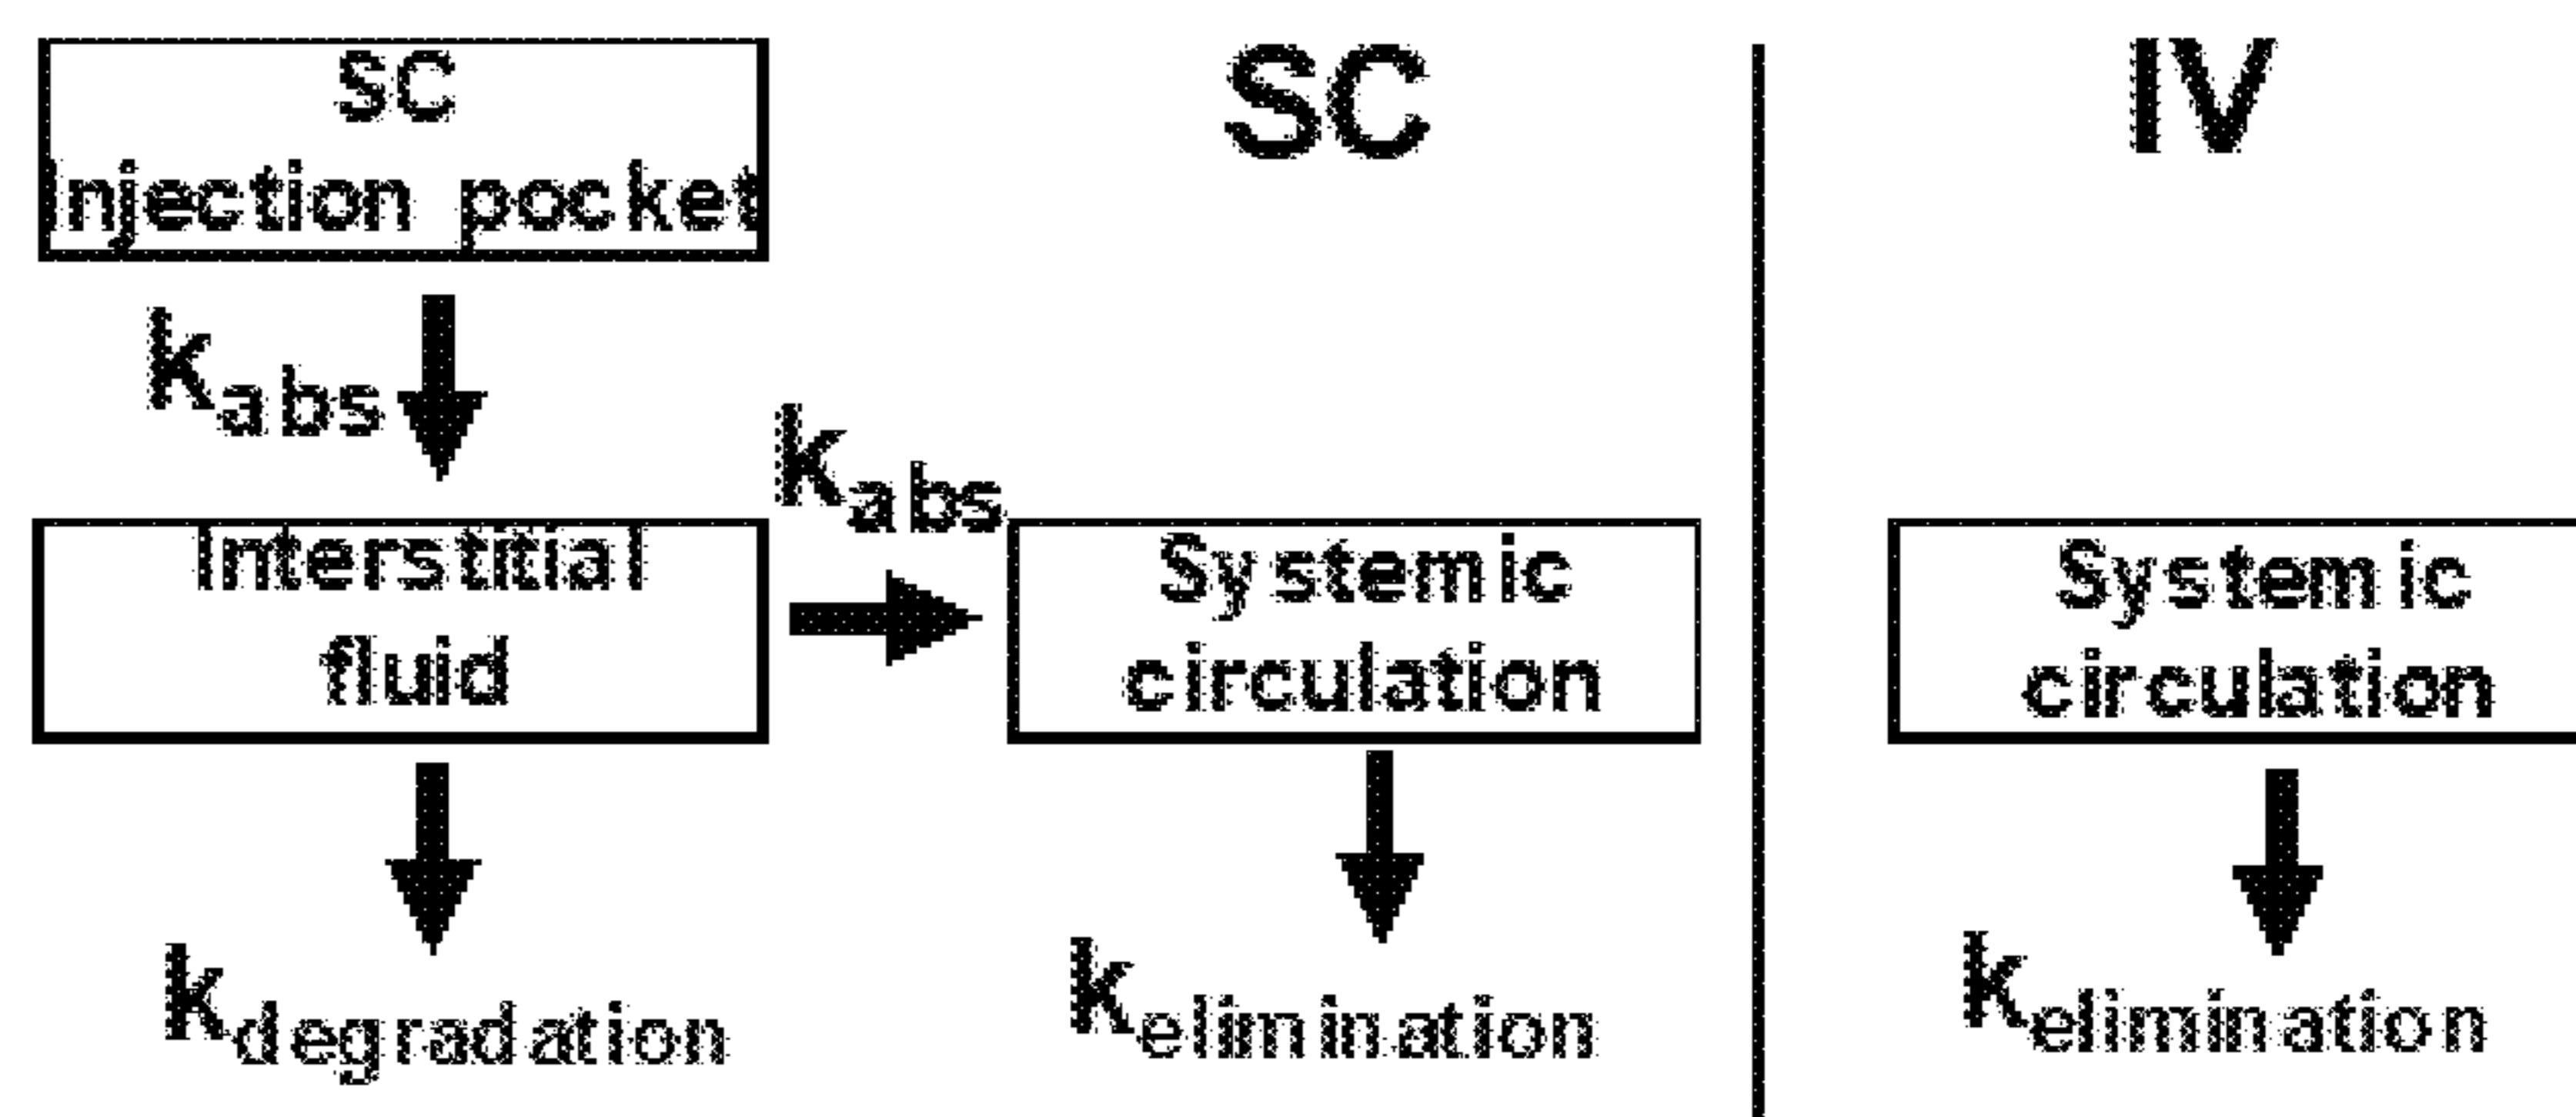 SC
Injection pocket
SC
IV
kabs
kabs
Interstitial
fluid
Systemic
circulation
Systemic
circulation
kdegradation
kelimination
kelimination